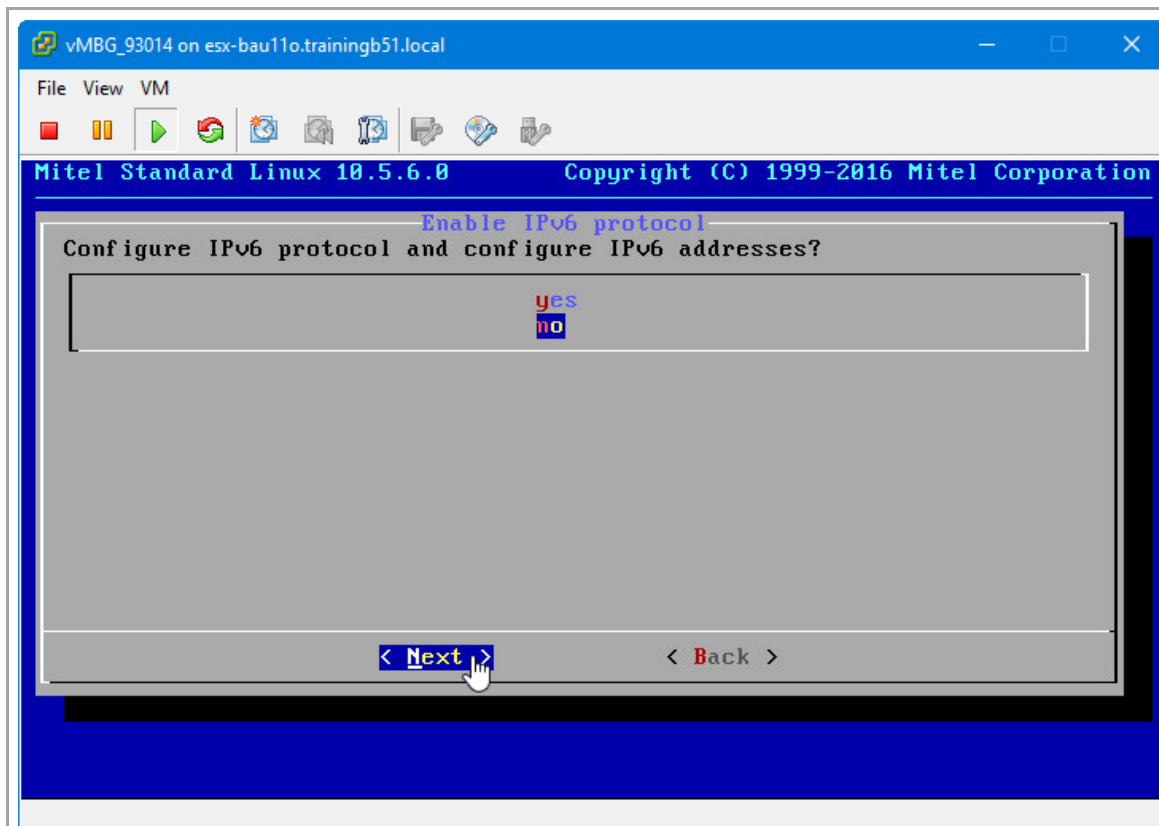 vMBG_93014 on esx-bau11o.trainingb51.local
File View VM
Mitel Standard Linux 10.5.6.0 Copyright (C) 1999-2016 Mitel Corporation
Enable IPv6 protocol
Configure IPv6 protocol and configure IPv6 addresses?
yes
no
< Next > < Back >